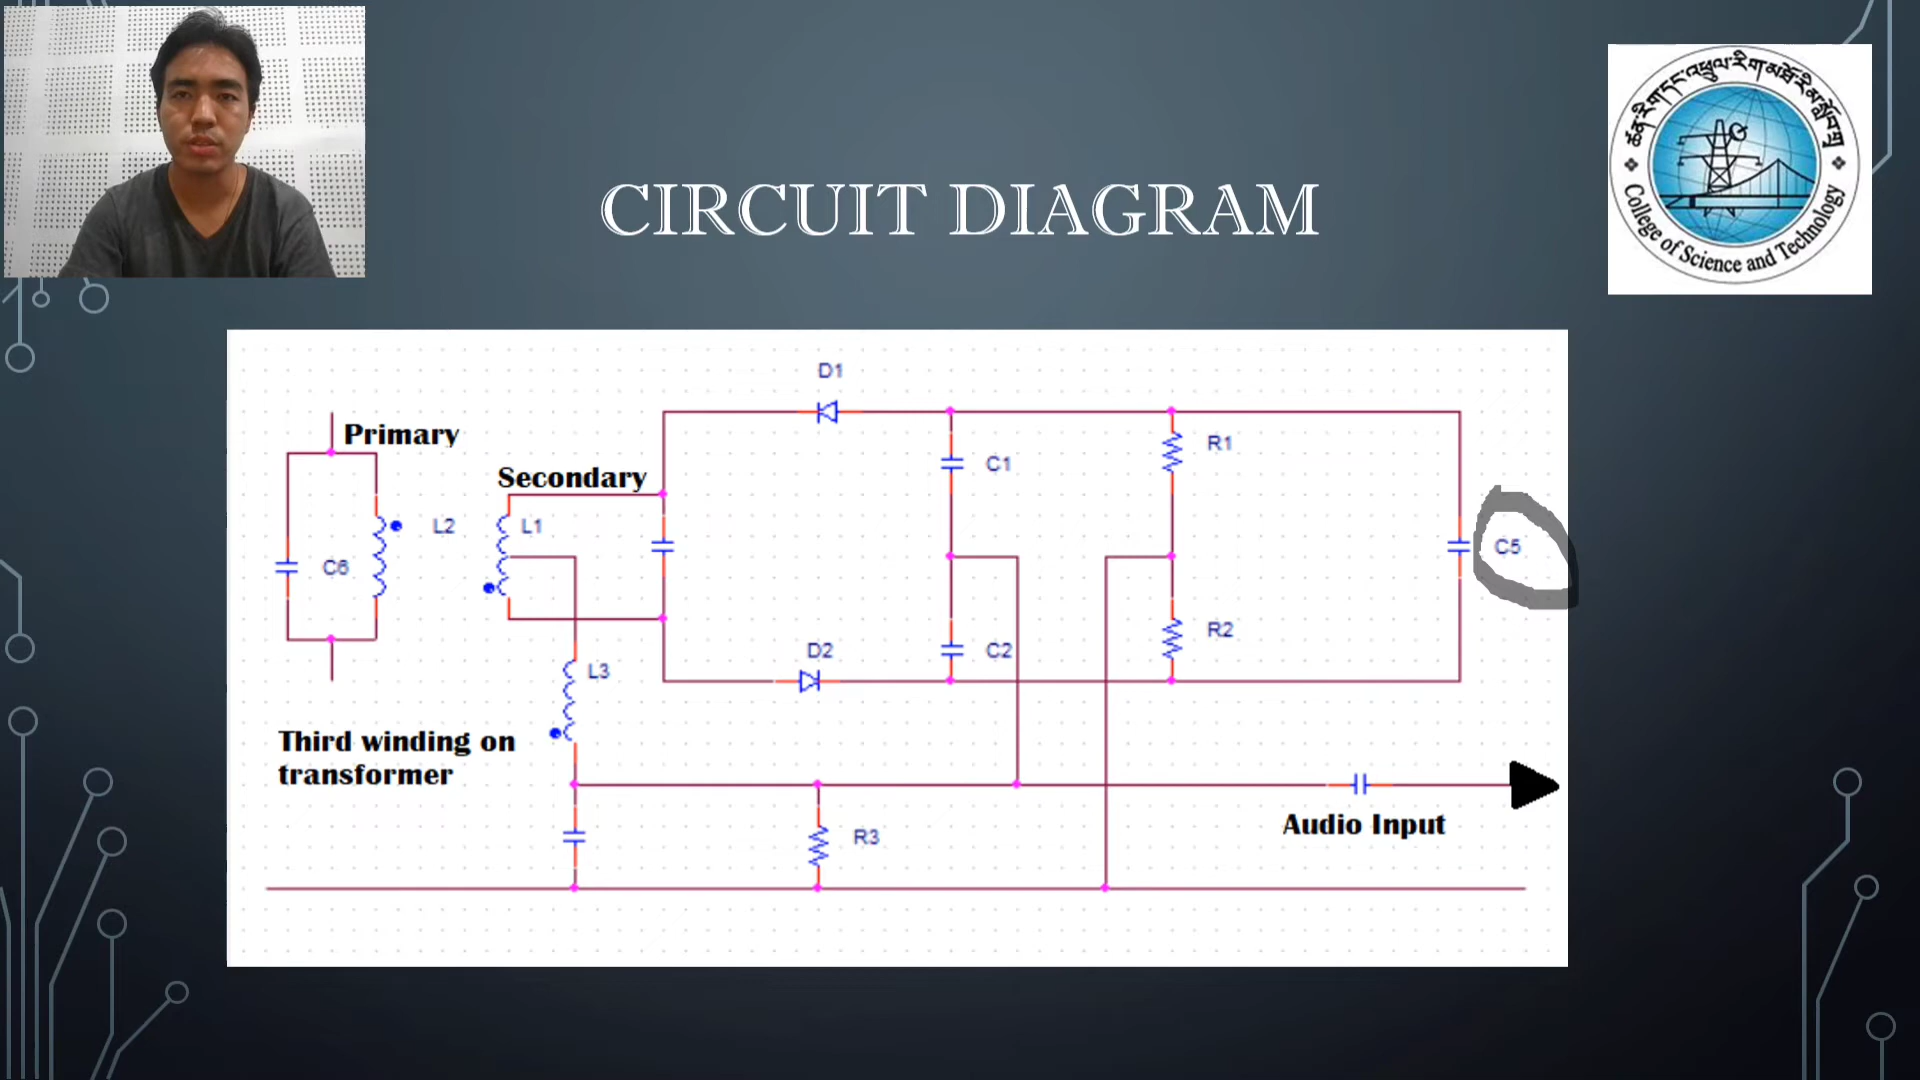 CIRCUIT DIAGRAM
College of Science and Technology
D1
Primary
Secondary
C1
R1
L2
L1
C6
C5
D2
C2
R2
L3
Third winding on
transformer
R3
Audio Input